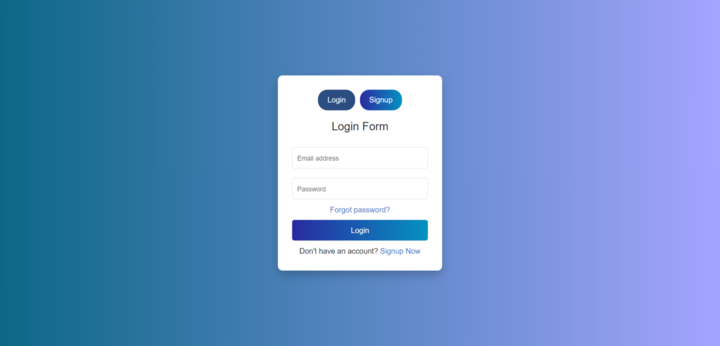 Login Signup
Login Form
Email address
Password
Forgot password?
Login
Don't have an account? Signup Now